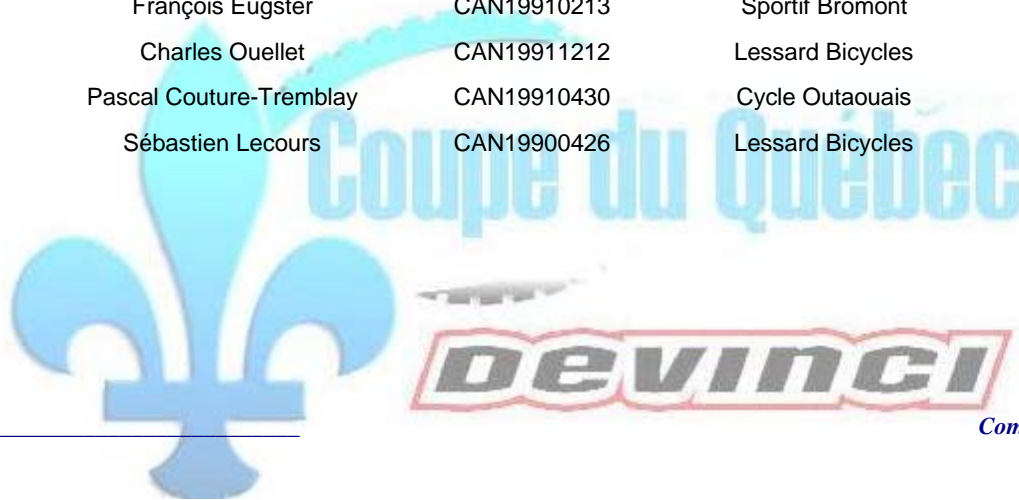 François Eugster CAN19910213 Sportif Bromont
Charles Ouellet CAN19911212 Lessard Bicycles
Pascal Couture-Tremblay CAN19910430 Cycle Outaouais
Sébastien Lecours CAN19900426 Lessard Bicycles
Coupe du Québec
DEVINCI